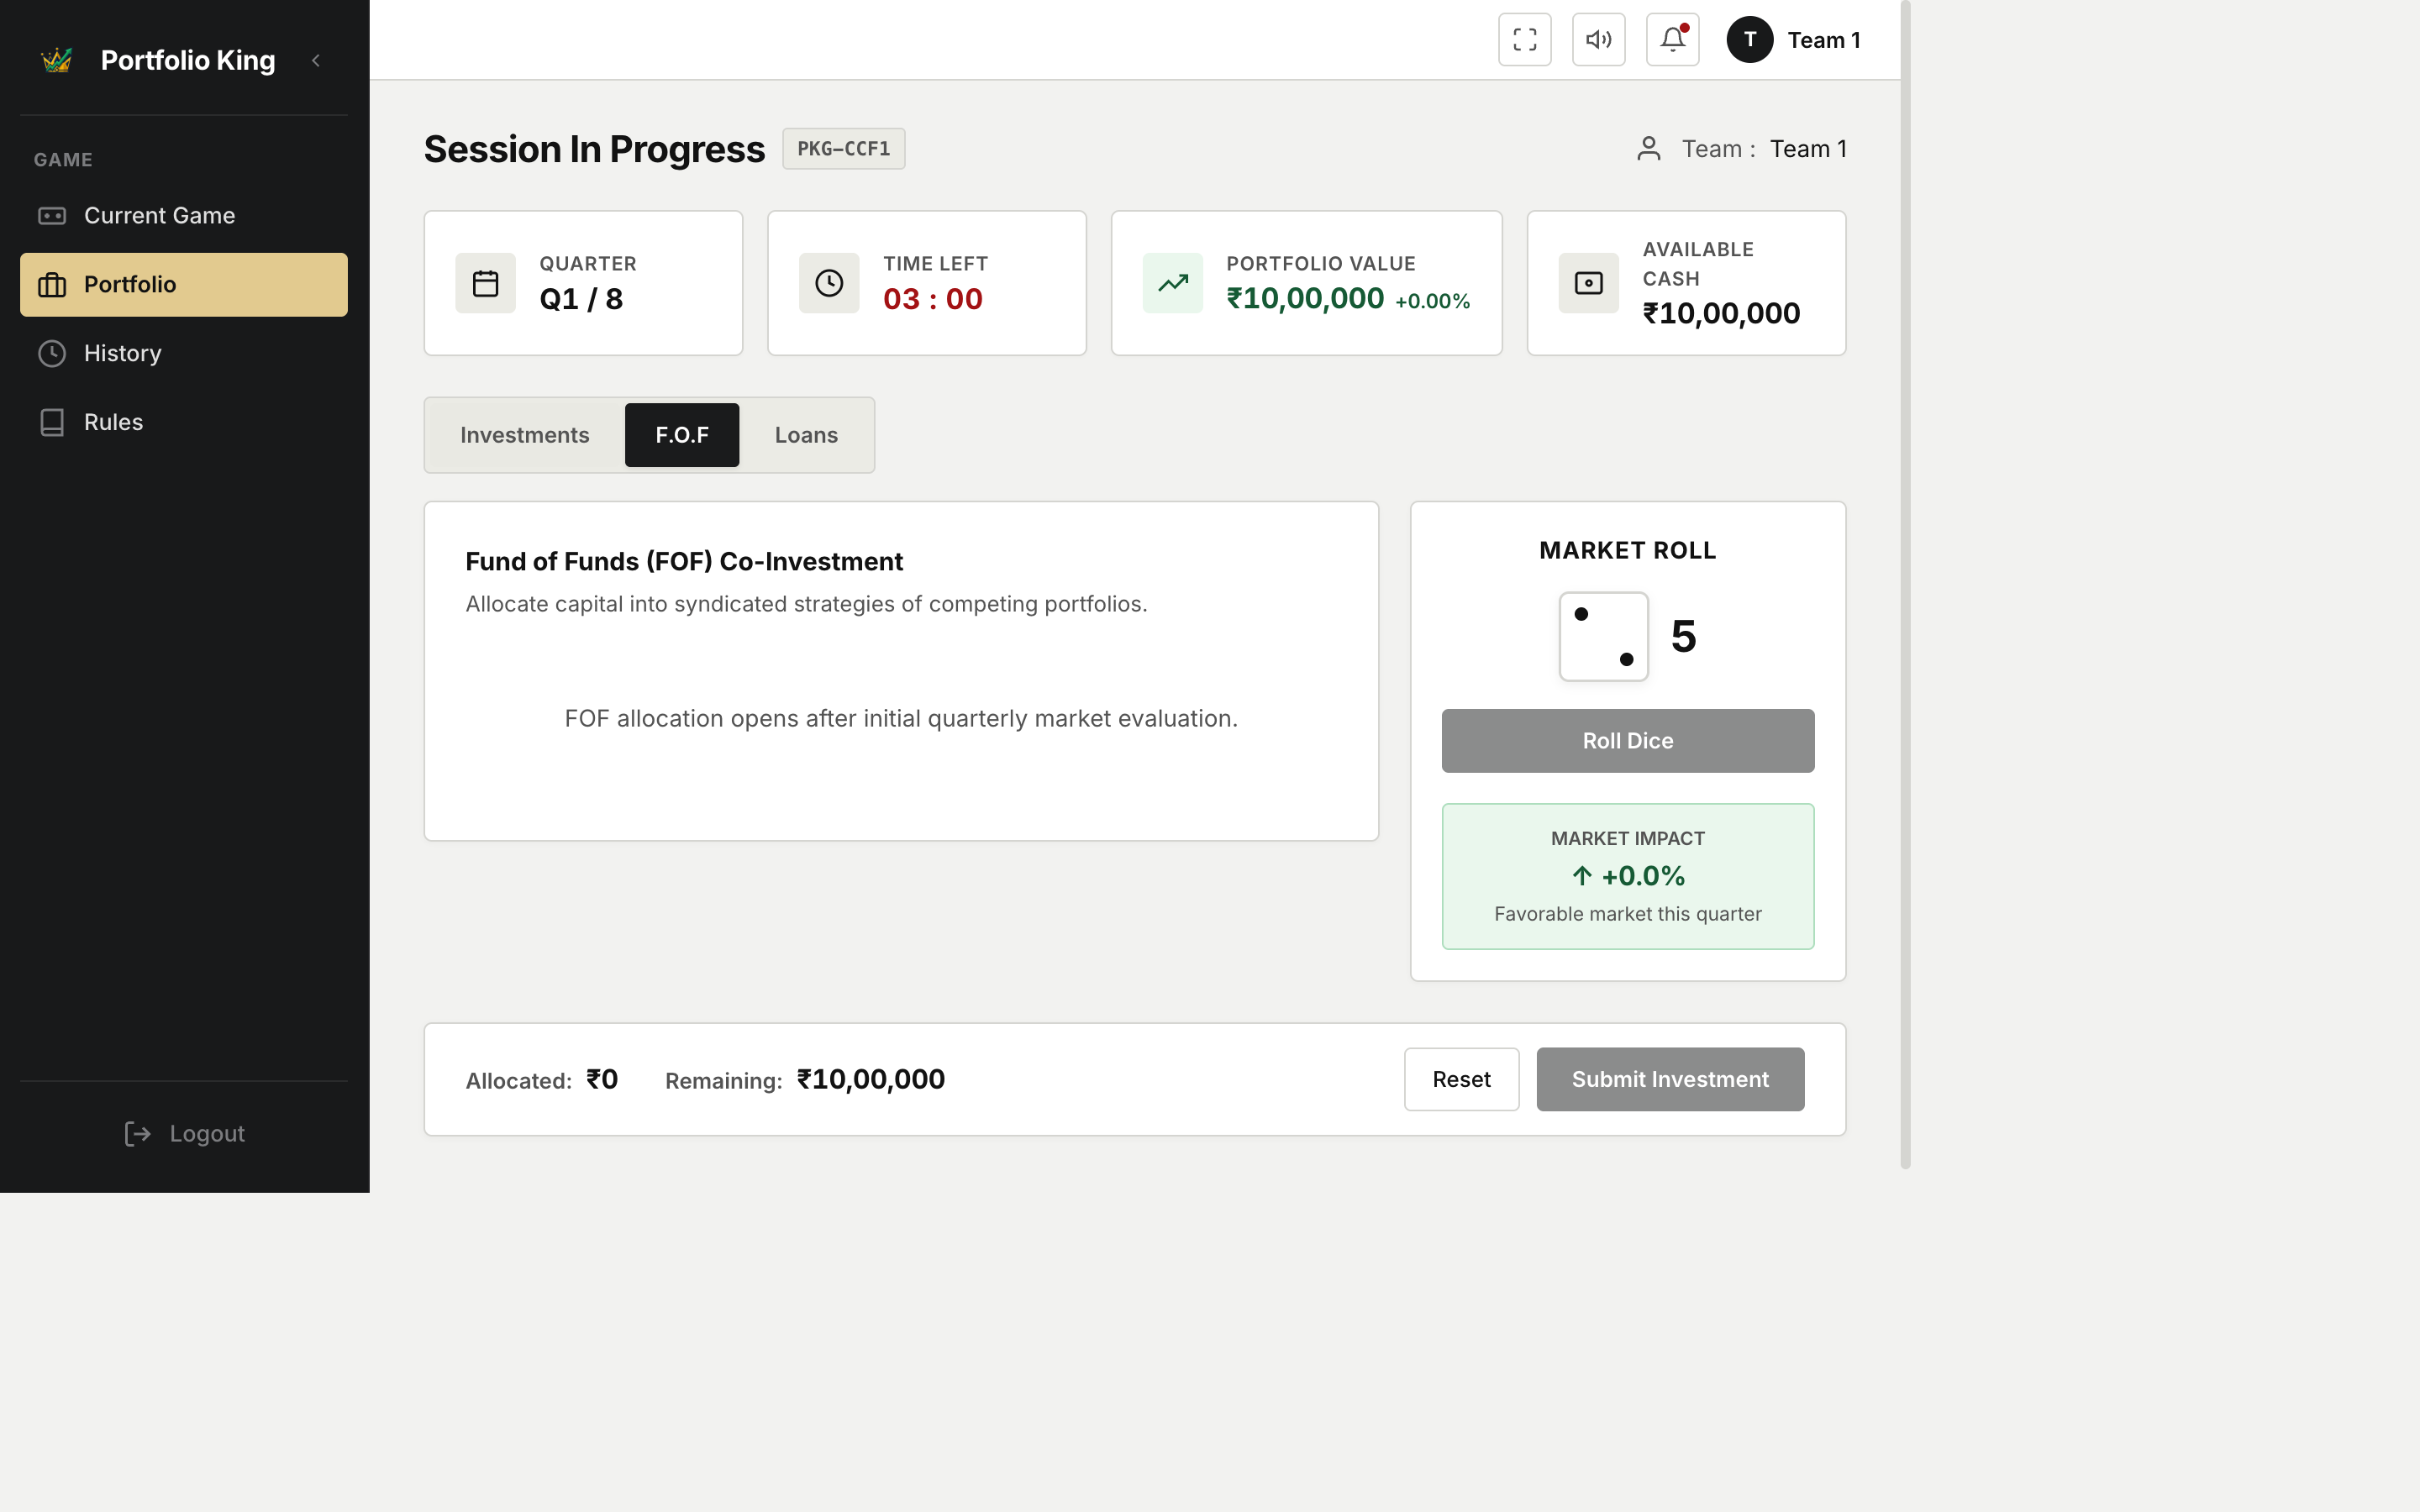 Portfolio King
GAME
Current Game
Portfolio
History
Rules
Logout
T
Team 1
Session In Progress
PKG-CCF1
Team : Team 1
QUARTER
Q1 / 8
TIME LEFT
03 : 00
PORTFOLIO VALUE
₹10,00,000 +0.00%
AVAILABLE
CASH
₹10,00,000
Investments
F.O.F
Loans
Fund of Funds (FOF) Co-Investment
Allocate capital into syndicated strategies of competing portfolios.
FOF allocation opens after initial quarterly market evaluation.
MARKET ROLL
5
Roll Dice
MARKET IMPACT
↑ +0.0%
Favorable market this quarter
Allocated: ₹0
Remaining: ₹10,00,000
Reset
Submit Investment